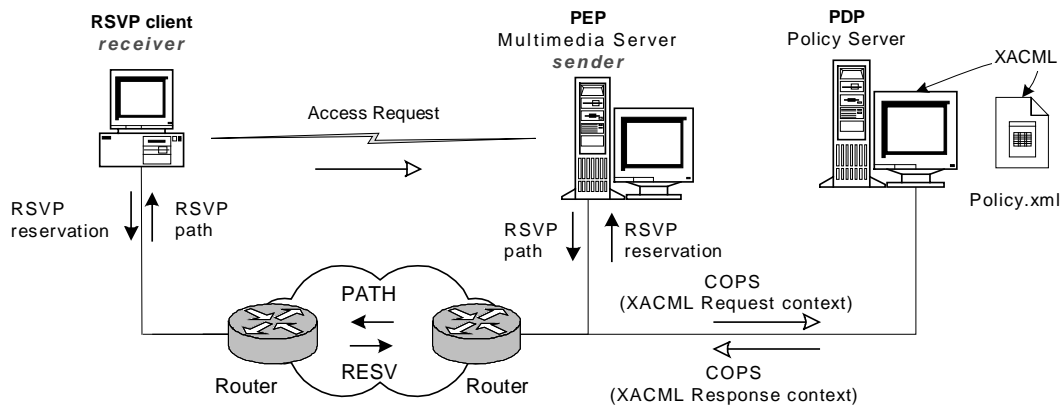 RSVP client
receiver
PEP
Multimedia Server
sender
PDP
Policy Server
XACML
Access Request
Policy.xml
RSVP
reservation
RSVP
path
RSVP
path
RSVP
reservation
PATH
RESV
Router
Router
COPS
(XACML Request context)
COPS
(XACML Response context)